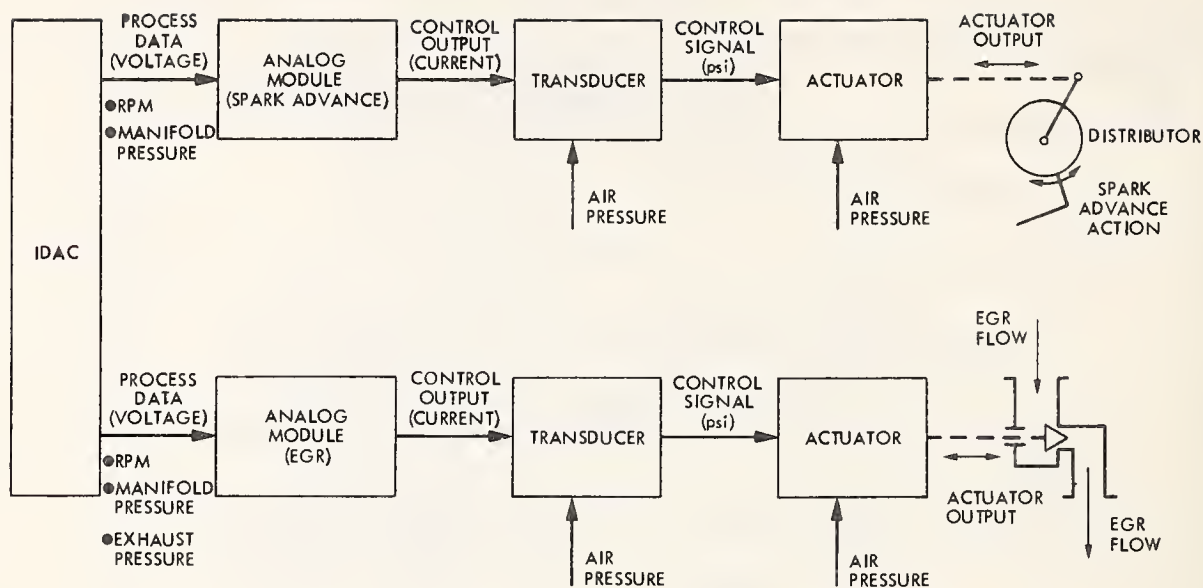 IDAC
PROCESS
DATA
(VOLTAGE)
●RPM
●MANIFOLD
PRESSURE
ANALOG
MODULE
(SPARK ADVANCE)
CONTROL
OUTPUT
(CURRENT)
TRANSDUCER
AIR
PRESSURE
CONTROL
SIGNAL
(psi)
ACTUATOR
AIR
PRESSURE
ACTUATOR
OUTPUT
DISTRIBUTOR
SPARK
ADVANCE
ACTION
PROCESS
DATA
(VOLTAGE)
●RPM
●MANIFOLD
PRESSURE
●EXHAUST
PRESSURE
ANALOG
MODULE
(EGR)
CONTROL
OUTPUT
(CURRENT)
TRANSDUCER
AIR
PRESSURE
CONTROL
SIGNAL
(psi)
ACTUATOR
AIR
PRESSURE
ACTUATOR
OUTPUT
EGR
FLOW
EGR
FLOW